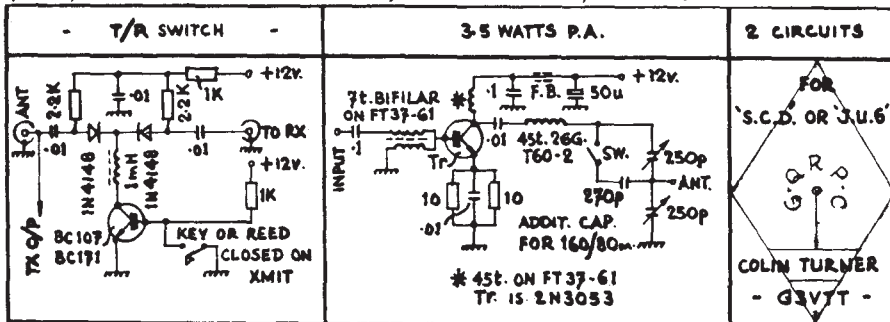 - T/R SWITCH -
ANT
2.2K
.01
2.2K
1K
+12v.
.01
.01
TO RX
1N4148
1mH
1N4148
+12v.
1K
TX O/P
BC107
BC171
KEY OR REED
CLOSED ON
XMIT
3.5 WATTS P.A.
7t. BIFILAR
ON FT37-61
INPUT
.1
*
.1
F.B.
50u
+12v.
Tr
.01
45t. 26G.
T60-2
SW.
250p
270p
ANT.
250p
10
.01
10
ADDIT. CAP.
FOR 160/80m.
* 45t. ON FT37-61
Tr. IS 2N3053
2 CIRCUITS
FOR
'S.C.D.' OR 'J.U.6'
G-Q R P-C
COLIN TURNER
- G3VTT -